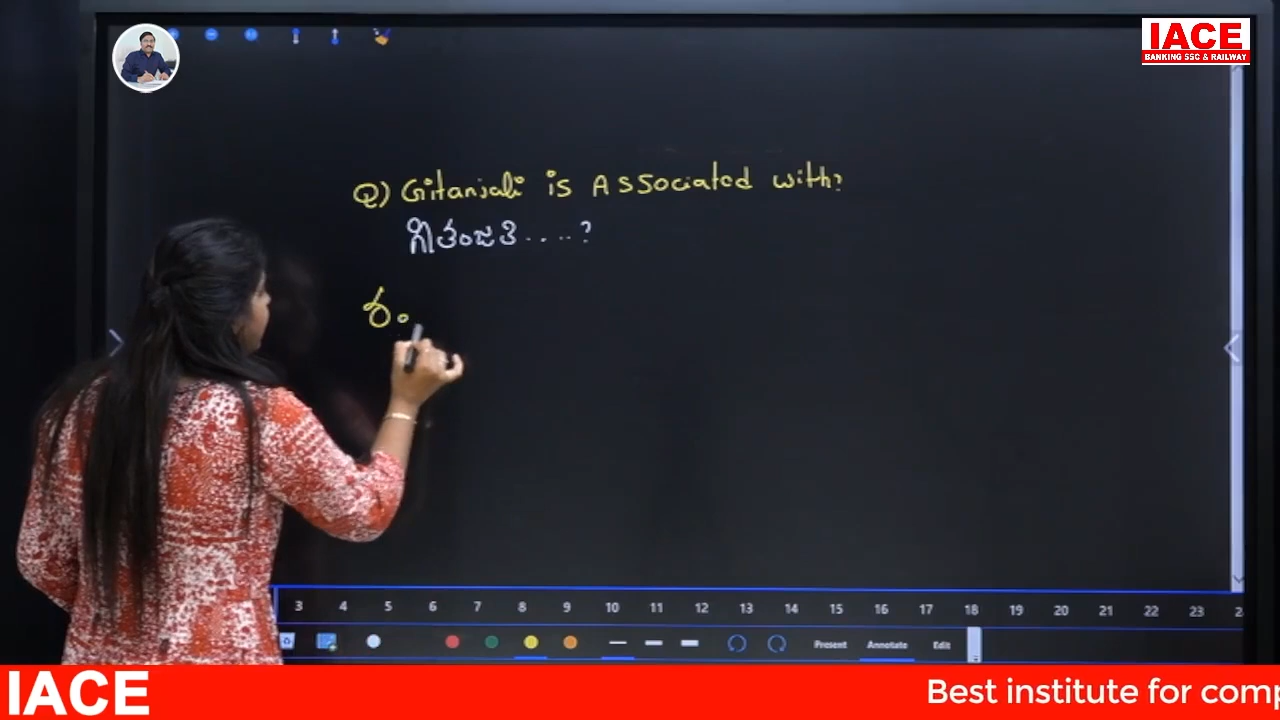 IACE
BANKING SSC & RAILWAY
Q) Gitanjali is Associated with?
గీతంజలి....?
ర.
3 4 5 6 7 8 9 10 11 12 13 14 15 16 17 18 19 20 21 22 23
Present Annotate Edit
IACE
Best institute for comp